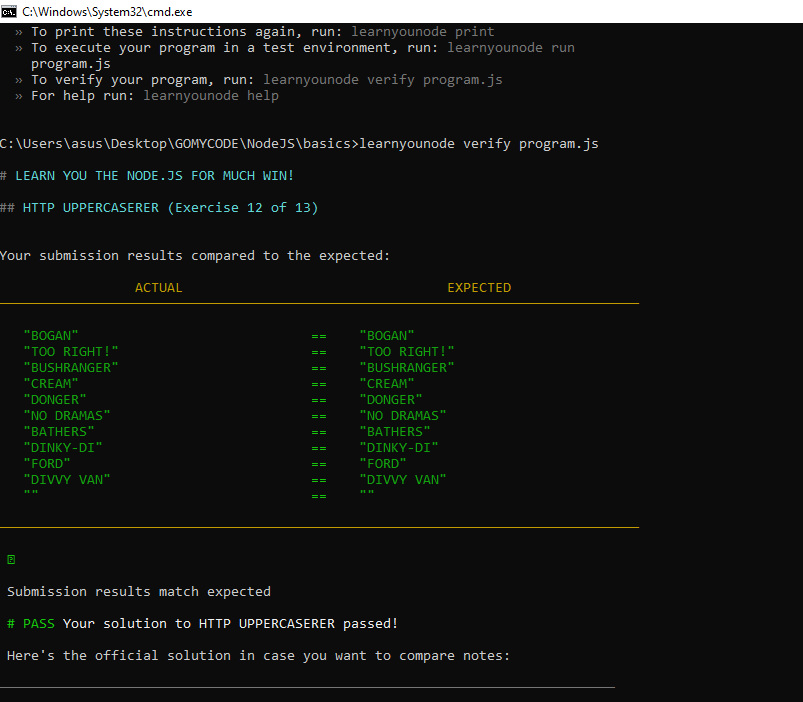 C:\Windows\System32\cmd.exe
» To print these instructions again, run: learnyounode print
» To execute your program in a test environment, run: learnyounode run
program.js
» To verify your program, run: learnyounode verify program.js
» For help run: learnyounode help
C:\Users\asus\Desktop\GOMYCODE\NodeJS\basics>learnyounode verify program.js
# LEARN YOU THE NODE.JS FOR MUCH WIN!
## HTTP UPPERCASERER (Exercise 12 of 13)
Your submission results compared to the expected:
ACTUAL EXPECTED
"BOGAN" == "BOGAN"
"TOO RIGHT!" == "TOO RIGHT!"
"BUSHRANGER" == "BUSHRANGER"
"CREAM" == "CREAM"
"DONGER" == "DONGER"
"NO DRAMAS" == "NO DRAMAS"
"BATHERS" == "BATHERS"
"DINKY-DI" == "DINKY-DI"
"FORD" == "FORD"
"DIVVY VAN" == "DIVVY VAN"
"" == ""
Submission results match expected
# PASS Your solution to HTTP UPPERCASERER passed!
Here's the official solution in case you want to compare notes: